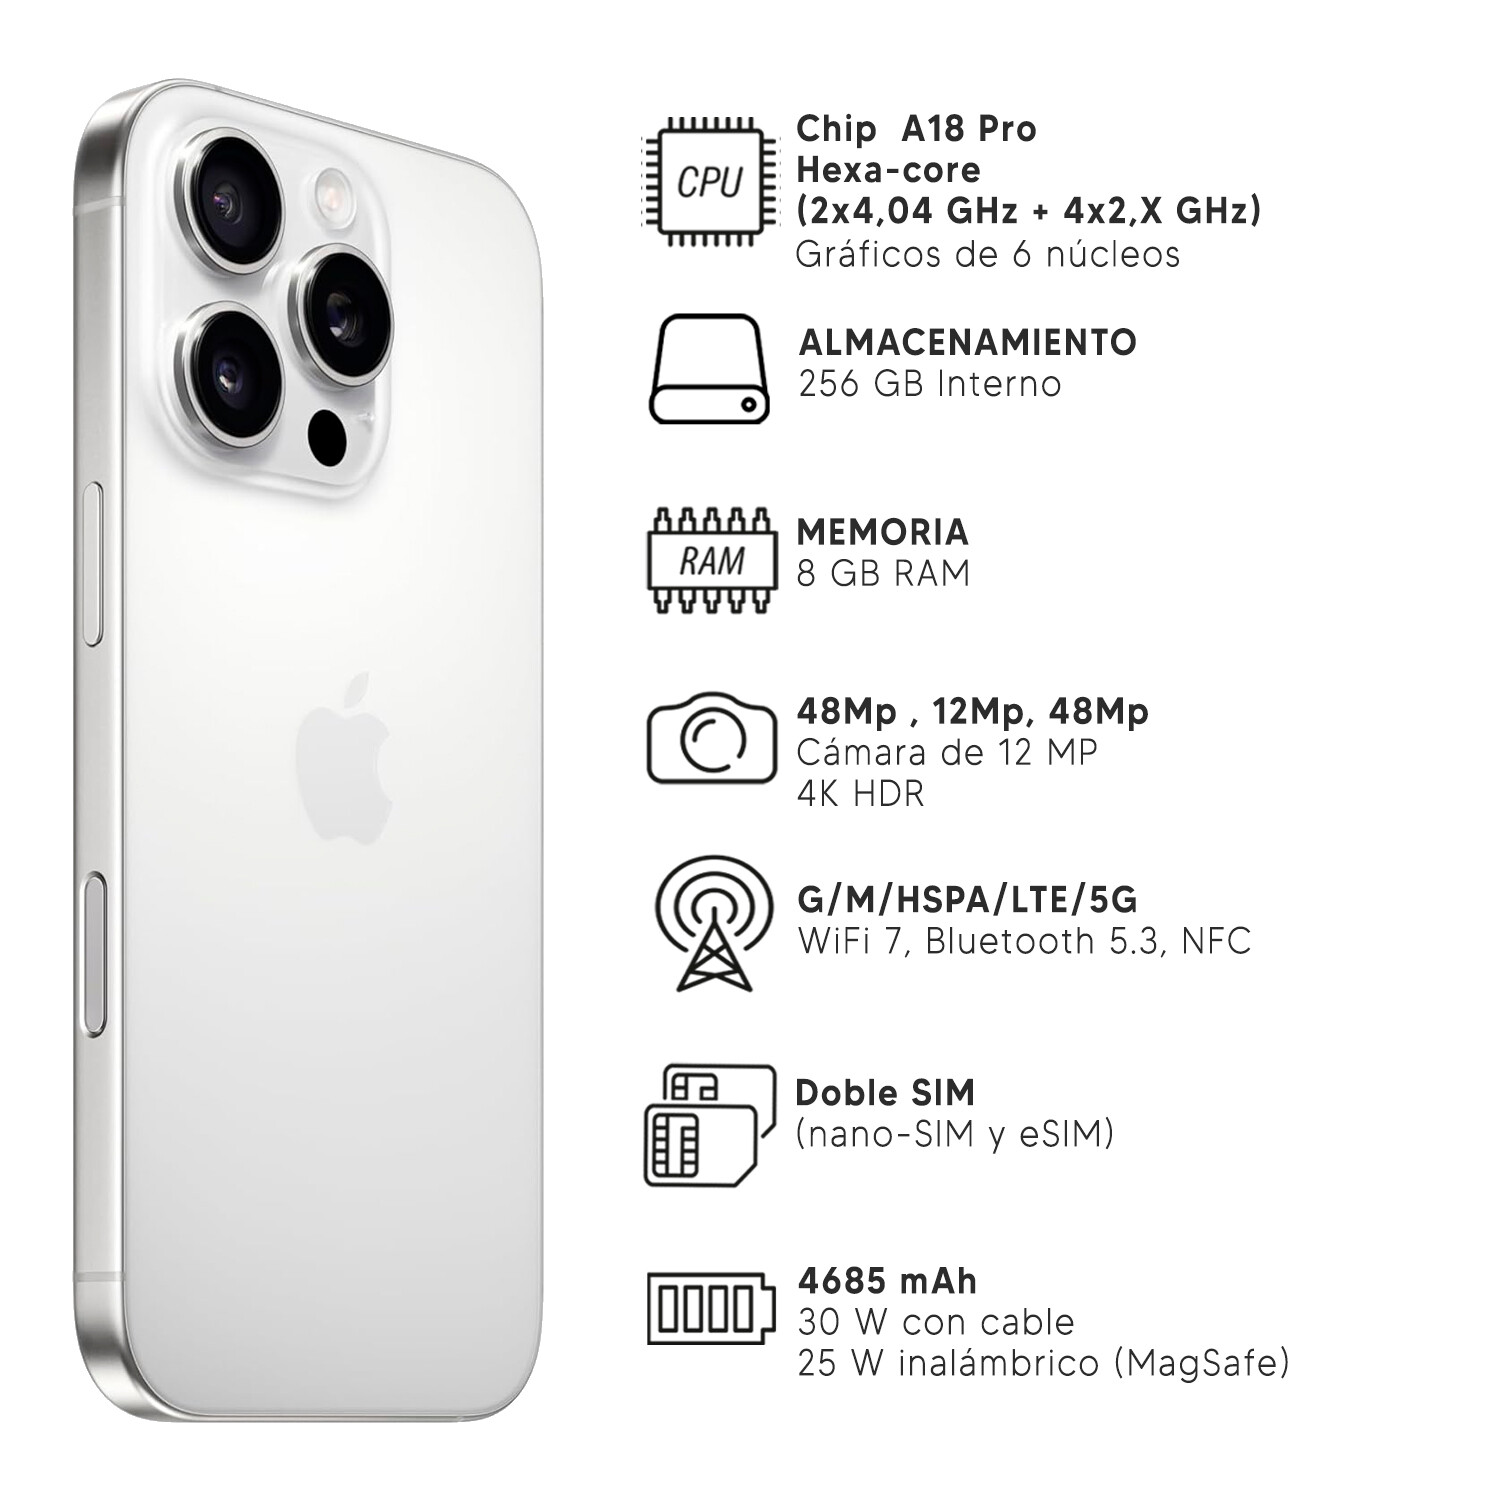 CPU
Chip A18 Pro
Hexa-core
(2x4,04 GHz + 4x2,X GHz)
Gráficos de 6 núcleos
ALMACENAMIENTO
256 GB Interno
RAM
MEMORIA
8 GB RAM
48Mp , 12Mp, 48Mp
Cámara de 12 MP
4K HDR
G/M/HSPA/LTE/5G
WiFi 7, Bluetooth 5.3, NFC
Doble SIM
(nano-SIM y eSIM)
4685 mAh
30 W con cable
25 W inalámbrico (MagSafe)